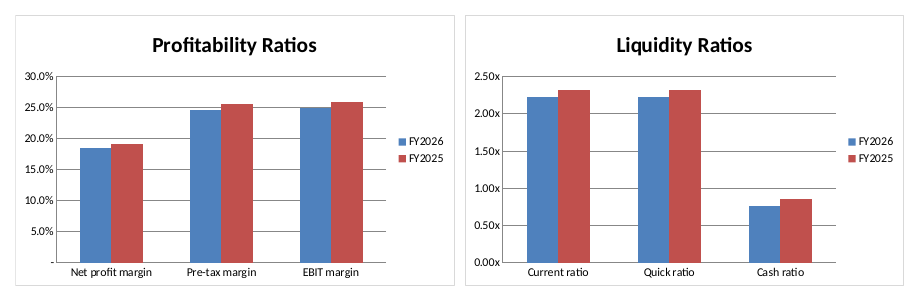 Profitability Ratios
30.0%
25.0%
20.0%
15.0%
10.0%
5.0%
-
Net profit margin
Pre-tax margin
EBIT margin
FY2026
FY2025
Liquidity Ratios
2.50x
2.00x
1.50x
1.00x
0.50x
0.00x
Current ratio
Quick ratio
Cash ratio
FY2026
FY2025